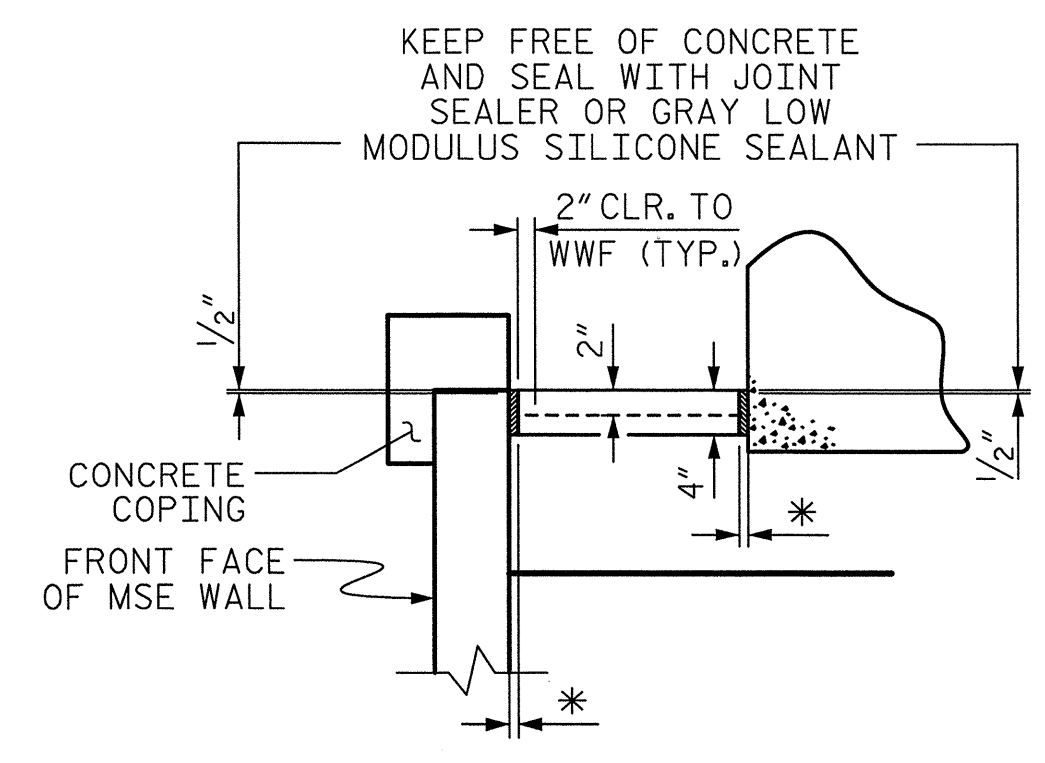 KEEP FREE OF CONCRETE
AND SEAL WITH JOINT
SEALER OR GRAY LOW
MODULUS SILICONE SEALANT
2" CLR. TO
WWF (TYP.)
1/2"
2"
4"
1/2"
*
CONCRETE
COPING
FRONT FACE
OF MSE WALL
*